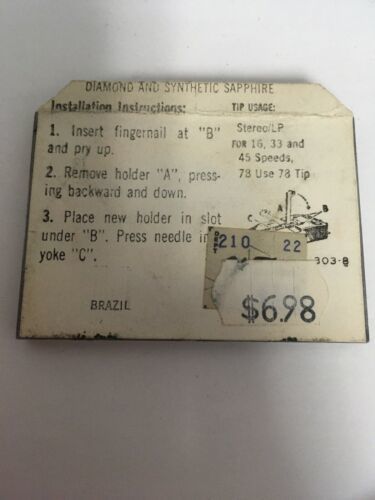 DIAMOND AND SYNTHETIC SAPPHIRE
Installation Instructions:
1. Insert fingernail at "B"
and pry up.
2. Remove holder "A", press-
ing backward and down.
3. Place new holder in slot
under "B". Press needle in
yoke "C".
BRAZIL
TIP USAGE:
Stereo/LP
FOR 16, 33 and
45 Speeds,
78 Use 78 Tip
A
B
C
DEPT
210 22
303-8
$6.98